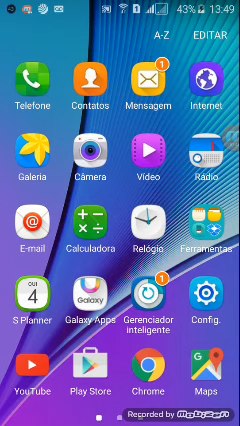 43% 13:49
A-Z EDITAR
1
Telefone Contatos Mensagem Internet
Galeria Câmera Vídeo Rádio
E-mail Calculadora Relógio Ferramentas
QUI
4
Galaxy
1
S Planner Galaxy Apps Gerenciador inteligente Config.
YouTube Play Store Chrome Maps
Recorded by mobizen